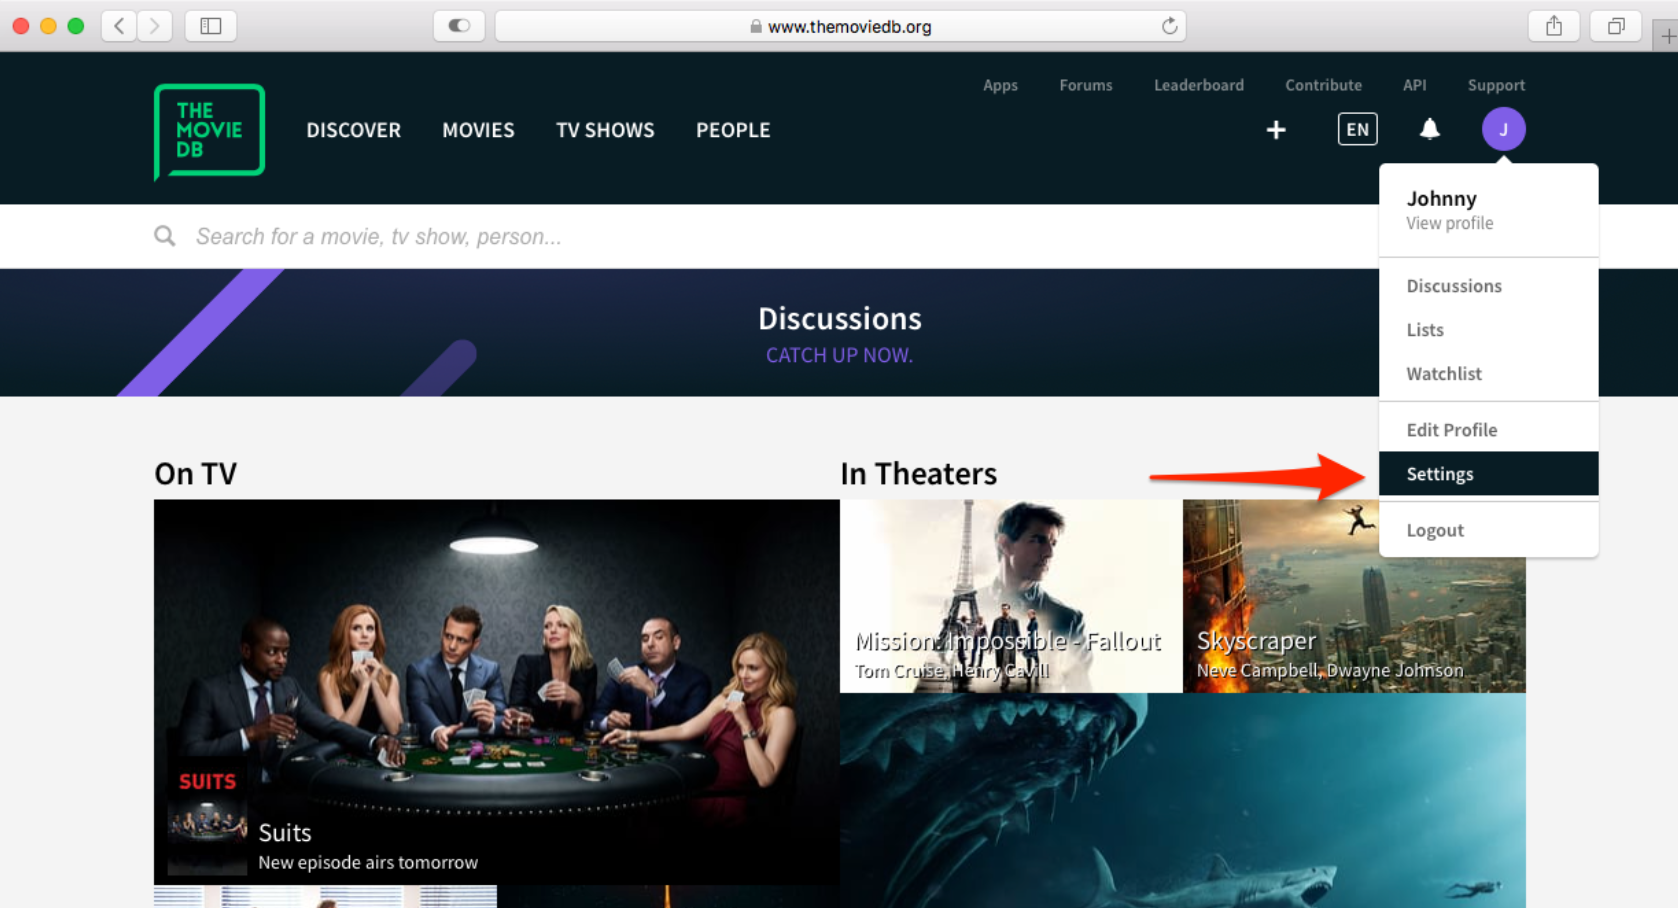 www.themoviedb.org
Apps Forums Leaderboard Contribute API Support
THE
MOVIE
DB
DISCOVER MOVIES TV SHOWS PEOPLE
EN
J
Johnny
View profile
Search for a movie, tv show, person...
Discussions
Lists
Watchlist
Edit Profile
Settings
Logout
Discussions
CATCH UP NOW.
On TV
SUITS
Suits
New episode airs tomorrow
In Theaters
Mission: Impossible - Fallout
Tom Cruise, Henry Cavill
Skyscraper
Neve Campbell, Dwayne Johnson